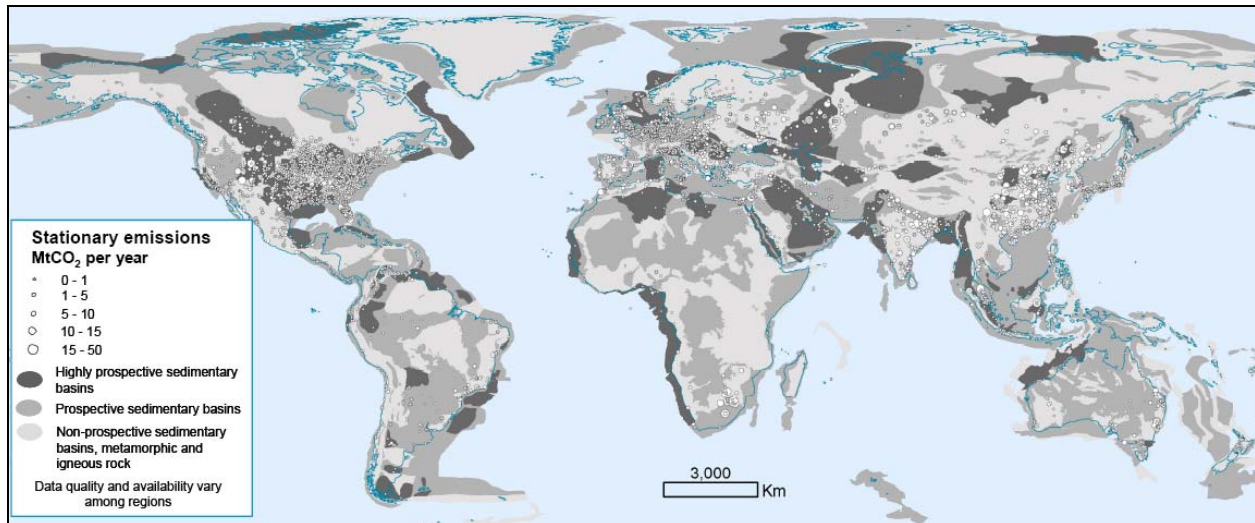 Stationary emissions
MtCO₂ per year
0 - 1
1 - 5
5 - 10
10 - 15
15 - 50
Highly prospective sedimentary
basins
Prospective sedimentary basins
Non-prospective sedimentary
basins, metamorphic and
igneous rock
Data quality and availability vary
among regions
3,000
Km